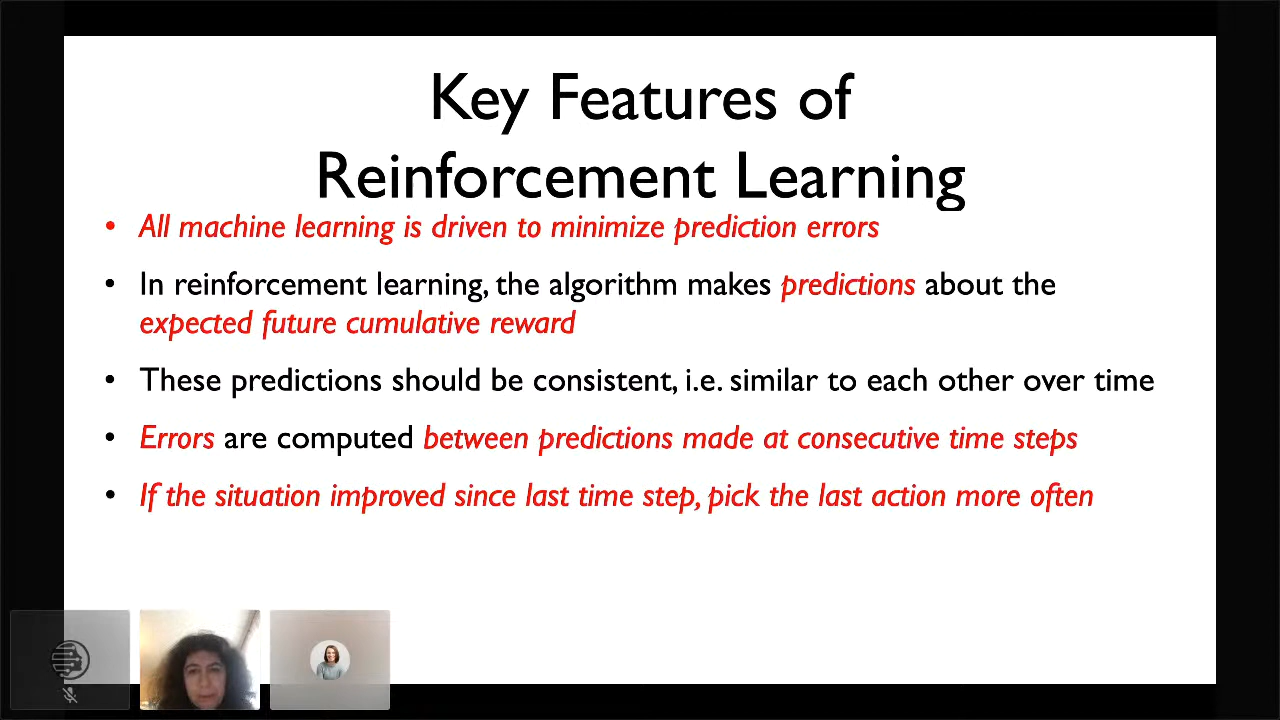 Key Features of
Reinforcement Learning
• All machine learning is driven to minimize prediction errors
• In reinforcement learning, the algorithm makes predictions about the
expected future cumulative reward
• These predictions should be consistent, i.e. similar to each other over time
• Errors are computed between predictions made at consecutive time steps
• If the situation improved since last time step, pick the last action more often